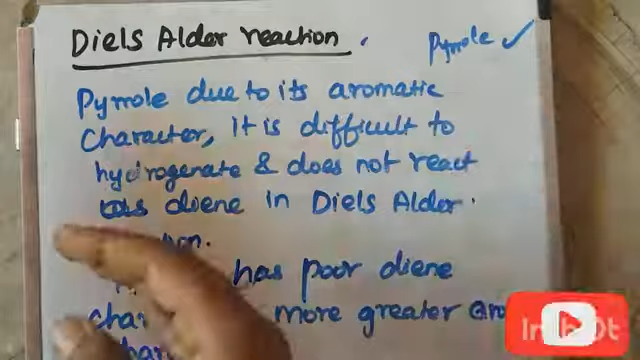 Diels Alder reaction.
Pyrrole ✓
Pyrrole due to its aromatic
character, it is difficult to
hydrogenate & does not react
as diene in Diels Alder.
has poor diene
more greater